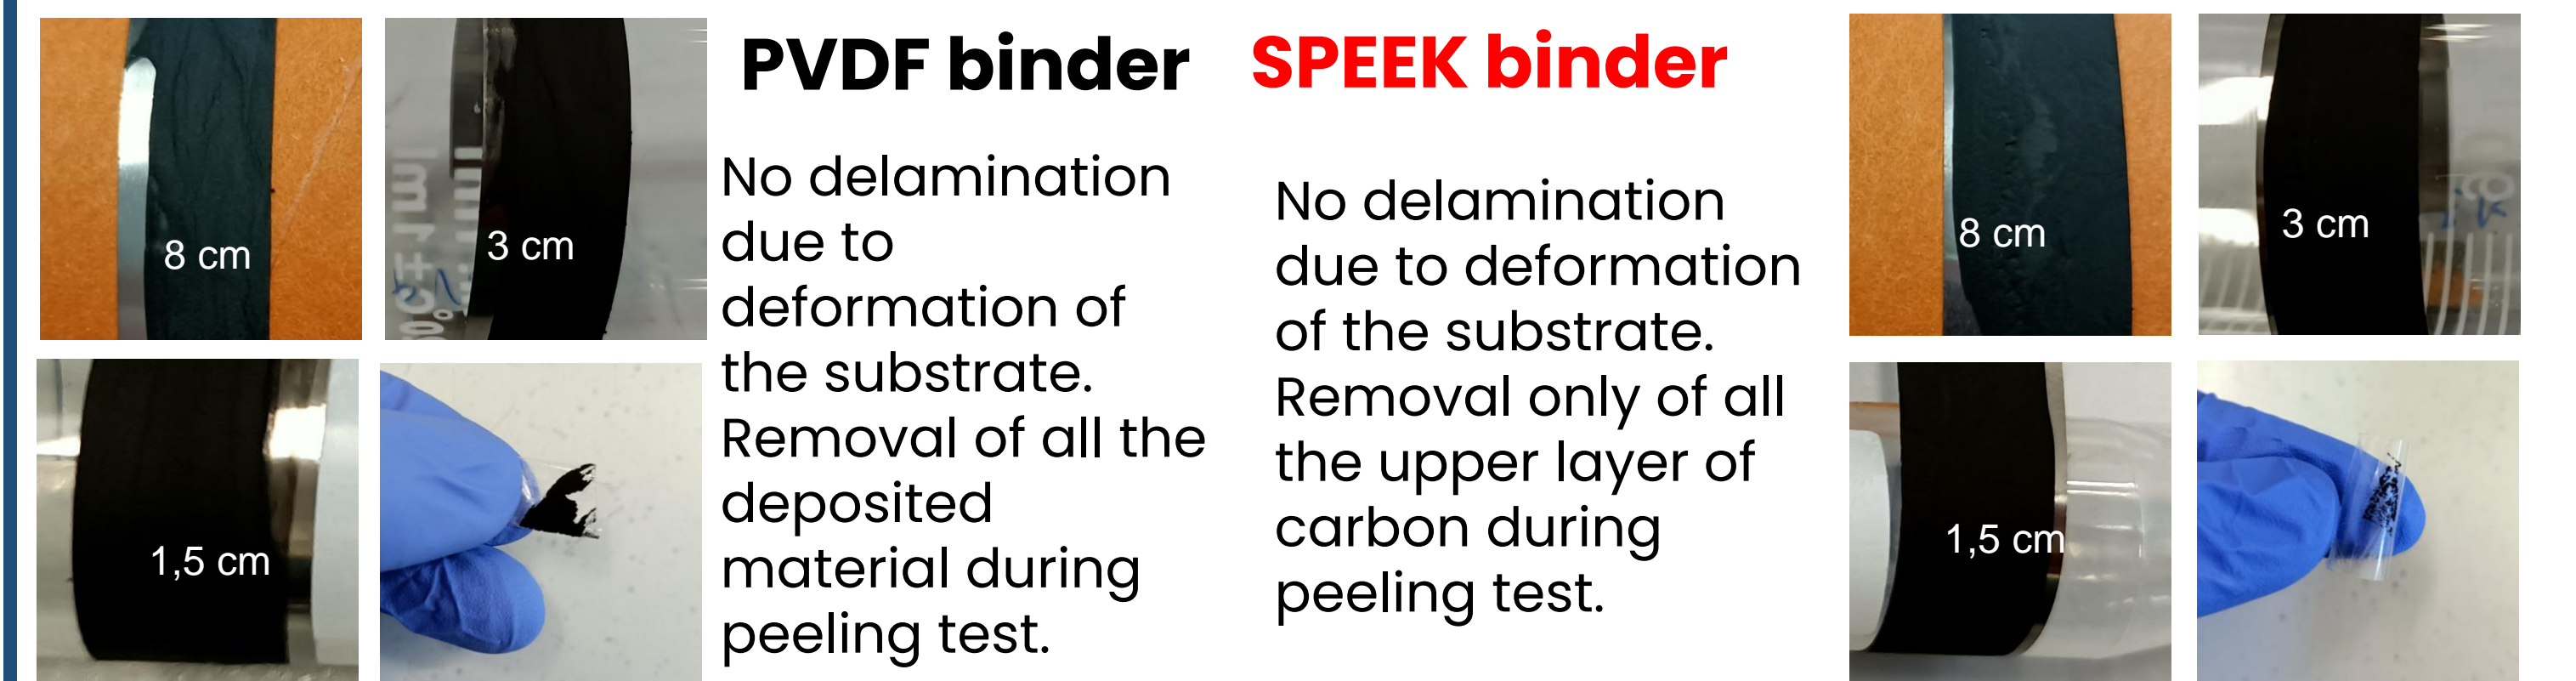 8 cm
3 cm
1,5 cm
PVDF binder
No delamination
due to
deformation of
the substrate.
Removal of all the
deposited
material during
peeling test.
SPEEK binder
No delamination
due to deformation
of the substrate.
Removal only of all
the upper layer of
carbon during
peeling test.
8 cm
3 cm
1,5 cm